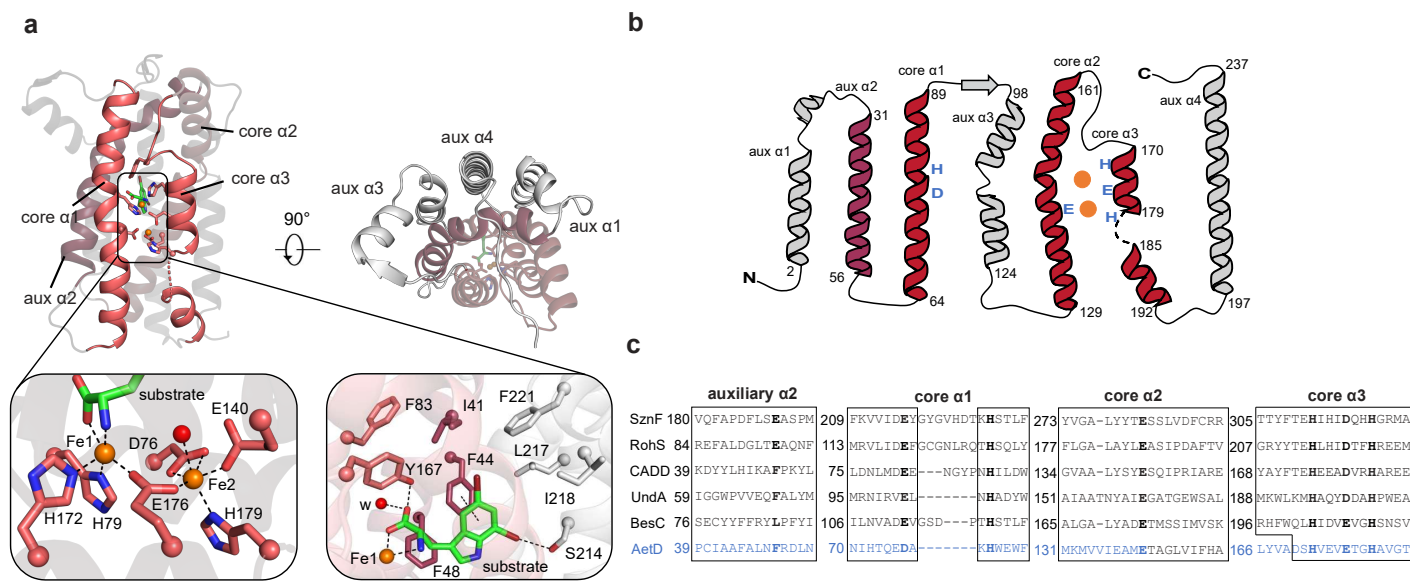 a
b
core α2
core α3
core α1
aux α2
90°
aux α4
aux α3
aux α1
substrate
E140
Fe1
D76
Fe2
E176
H172
H79
H179
F83
I41
F221
Y167
F44
L217
I218
w
Fe1
F48
substrate
S214
core α2
core α1
aux α2
C
237
89
161
98
aux α4
31
aux α3
core α3
aux α1
170
H
H
D
E
E
H
179
185
N
2
56
64
124
129
192
197
c
auxiliary α2 core α1 core α2 core α3
SznF 180 VQFAPDFLSEASPM 209 FKVVIDEYGYGVHDTKHSTLF 273 YVGA-LYYTESSLVDFCRR 305 TTYFTEHIHIDQHHGRMA
RohS 84 REFALDGLTEAQNF 113 MRVLIDEFGCGNLRQTHSQLY 177 FLGA-YLALEASIPDAFTV 207 GRYYTEHLHIDTEHAREM
CADD 39 KDYYLHIKAFPKYL 75 LDNLMDEE----NGYPNHILDW 134 GVAA-YYSEQSQIPRIARE 168 YATFTEHEEADVRHAREM
UndA 59 IGGWPVVEQFALYM 95 MRNIREL------NHADYW 151 AIAATNYAIEGATGEWSAL 188 MKWLKMHAQYDDAHPWEA
BesC 76 SECYYFFRYLPFYI 106 ILNVADEVGSD----PTHSTLF 165 ALGA-LYADETMSSIMVSK 196 RHFWQLHIDVEVGHSNSV
AetD 39 PCIAAFALNFRDLN 70 NIHTQEDA------KHWEWF 131 MKMVVIEAMETAGLVIFHA 166 LYVADSHVEVETGHAVGT